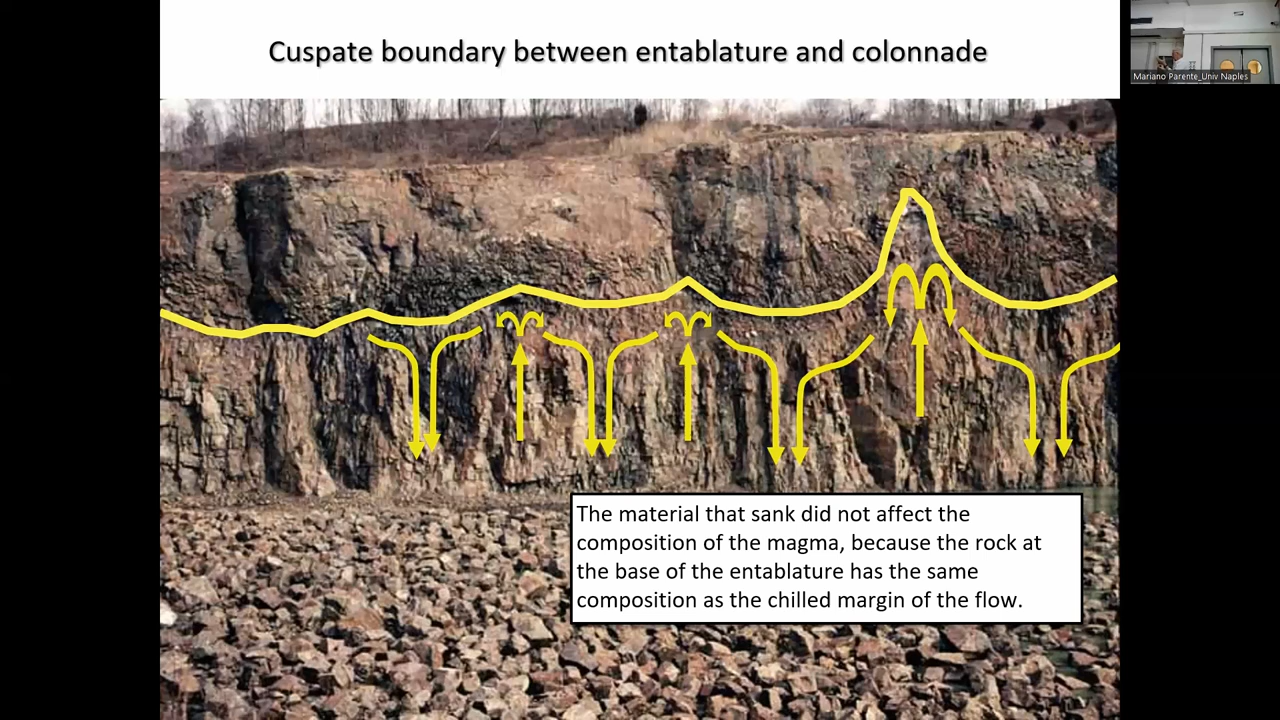 Cuspate boundary between entablature and colonnade
Mariano Parente_Univ Naples
The material that sank did not affect the
composition of the magma, because the rock at
the base of the entablature has the same
composition as the chilled margin of the flow.